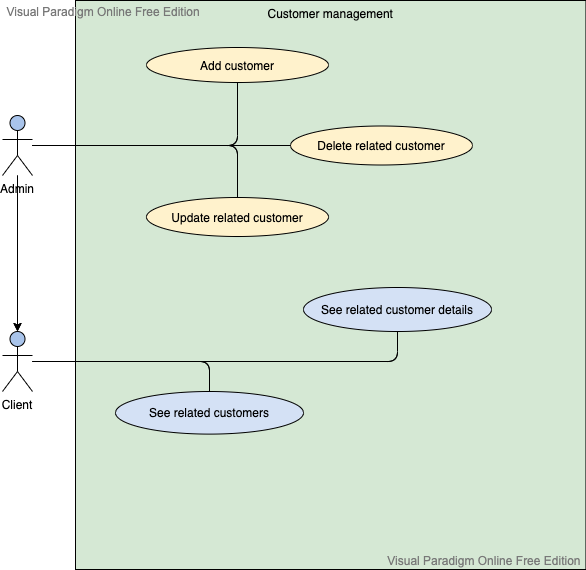 Visual Paradigm Online Free Edition
Customer management
Add customer
Delete related customer
Admin
Update related customer
See related customer details
Client
See related customers
Visual Paradigm Online Free Edition